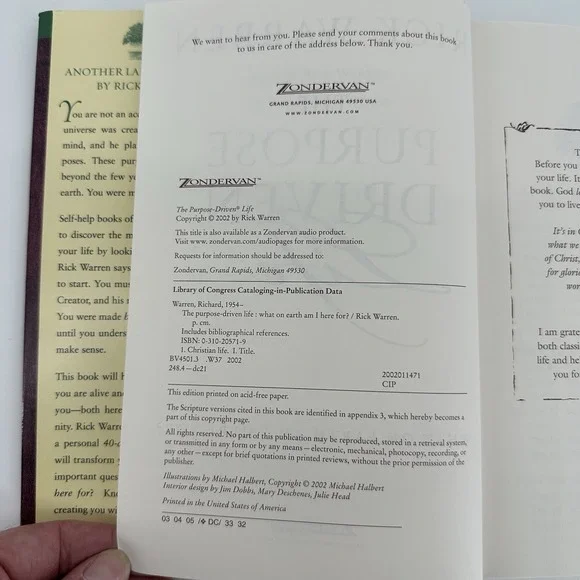 ANOTHER LA
BY RICK
You are not an acc
universe was crea
mind, and he pla
poses. These pur
beyond the few y
earth. You were m
Self-help books of
to discover the m
your life by looki
Rick Warren says
to start. You mus
Creator, and his r
You were made b
until you unders
make sense.
This book will h
you are alive and
you—both here
nity. Rick Warr
a personal 40-d
will transform
important quest
here for? Kno
creating you wi
We want to hear from you. Please send your comments about this book
to us in care of the address below. Thank you.
ZONDERVAN™
GRAND RAPIDS, MICHIGAN 49530 USA
WWW.ZONDERVAN.COM
ZONDERVAN™
The Purpose-Driven® Life
Copyright © 2002 by Rick Warren
This title is also available as a Zondervan audio product.
Visit www.zondervan.com/audiopages for more information.
Requests for information should be addressed to:
Zondervan, Grand Rapids, Michigan 49530
Library of Congress Cataloging-in-Publication Data
Warren, Richard, 1954–
The purpose-driven life : what on earth am I here for? / Rick Warren.
p. cm.
Includes bibliographical references.
ISBN: 0-310-20571-9
1. Christian life. I. Title.
BV4501.3 .W37 2002
248.4 – dc21
2002011471
CIP
This edition printed on acid-free paper.
The Scripture versions cited in this book are identified in appendix 3, which hereby becomes a
part of this copyright page.
All rights reserved. No part of this publication may be reproduced, stored in a retrieval system,
or transmitted in any form or by any means — electronic, mechanical, photocopy, recording, or
any other — except for brief quotations in printed reviews, without the prior permission of the
publisher.
Illustrations by Michael Halbert, Copyright © 2002 Michael Halbert
Interior design by Jim Dobbs, Mary Deschenes, Julie Head
Printed in the United States of America
03 04 05 /❖ DC/ 33 32
T
Before you
your life. It
book. God l
you to live
It's in C
what we
of Christ,
for glorio
wor
I am grate
both classi
life and he
you fo